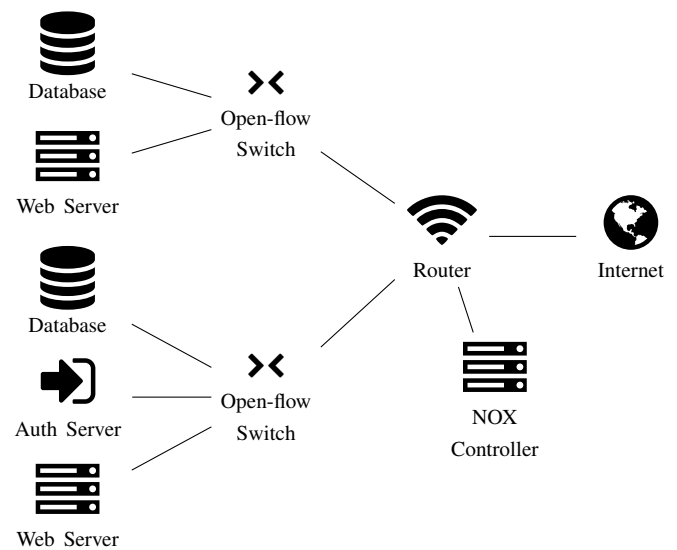 Database
Open-flow
Switch
Web Server
Router
Internet
Database
Open-flow
Switch
Auth Server
NOX
Controller
Web Server